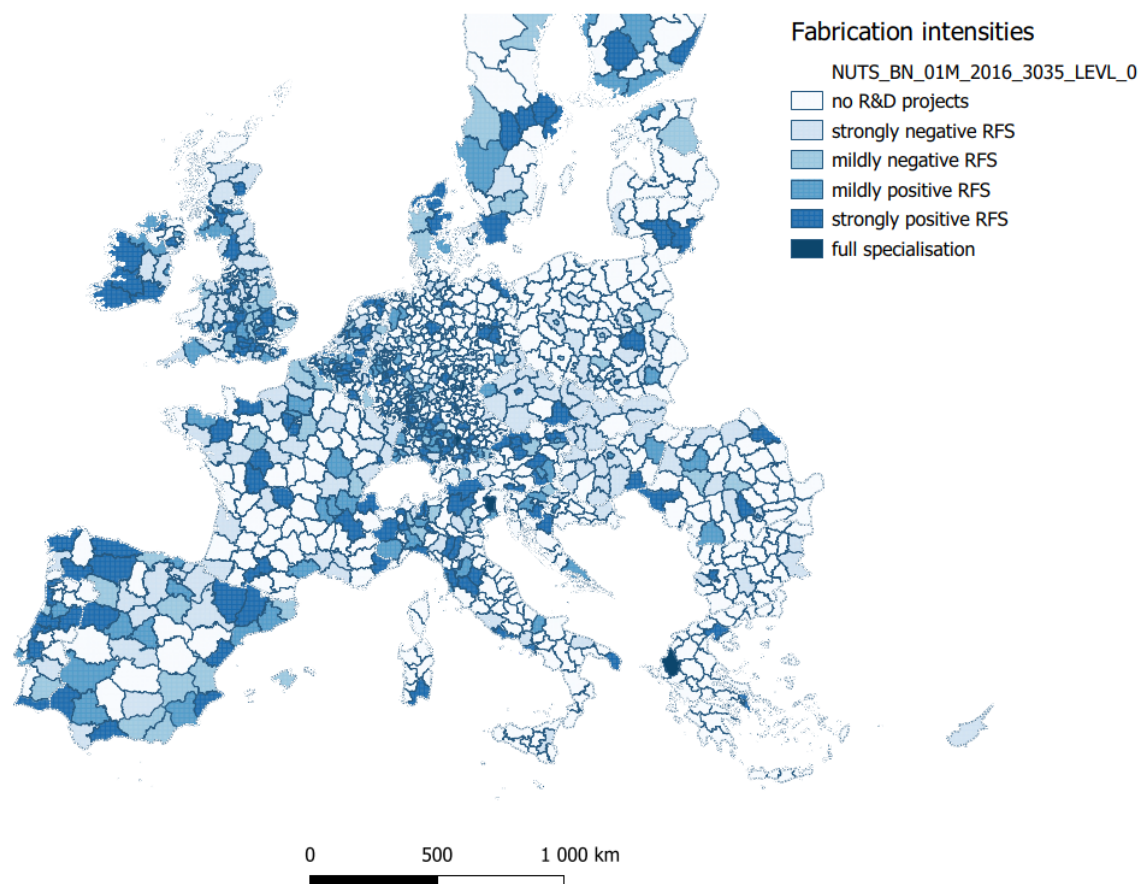 Fabrication intensities
NUTS_BN_01M_2016_3035_LEVL_0
no R&D projects
strongly negative RFS
mildly negative RFS
mildly positive RFS
strongly positive RFS
full specialisation
0 500 1 000 km